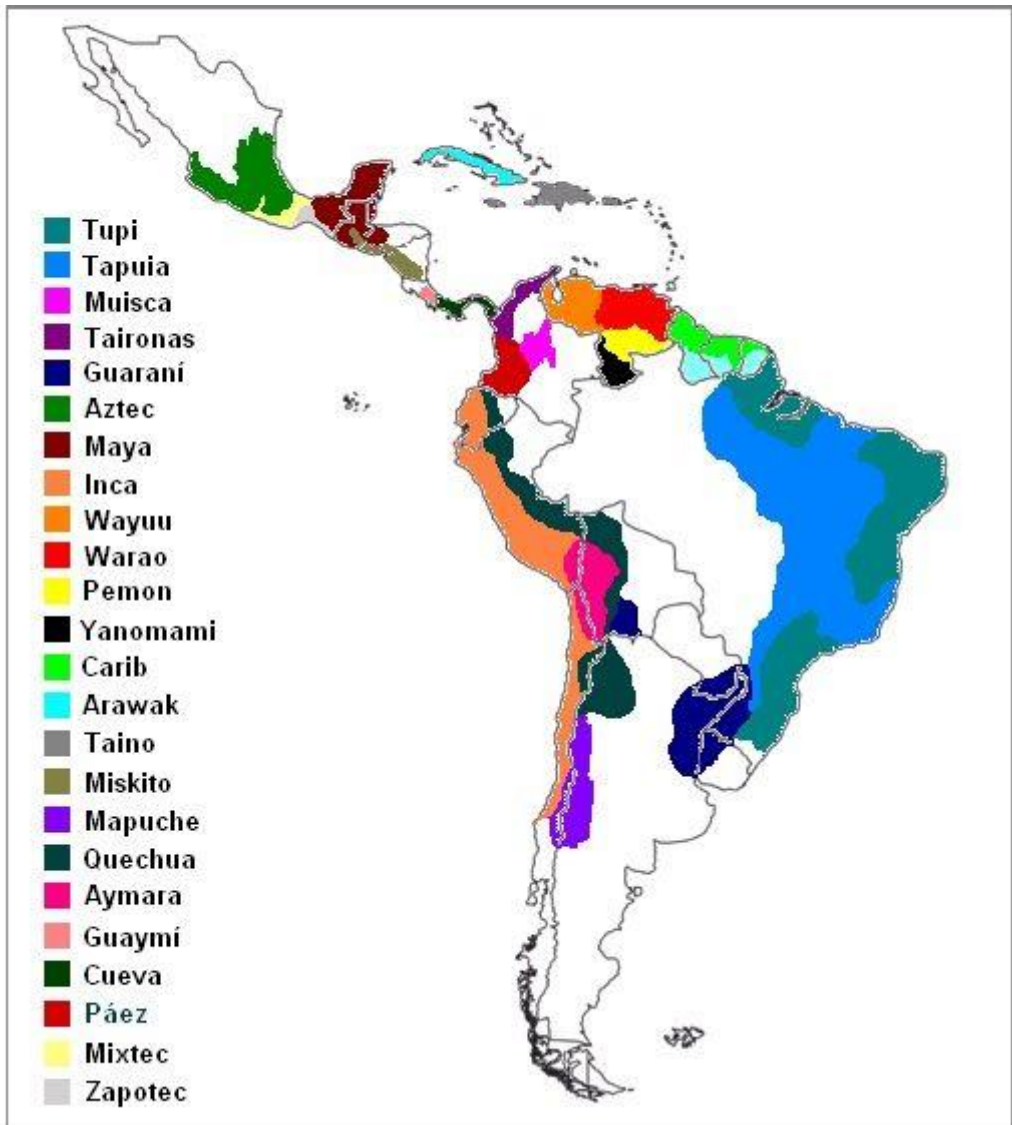 Tupi
Tapuia
Muisca
Taironas
Guaraní
Aztec
Maya
Inca
Wayuu
Warao
Pemon
Yanomami
Carib
Arawak
Taino
Miskito
Mapuche
Quechua
Aymara
Guaymí
Cueva
Páez
Mixtec
Zapotec